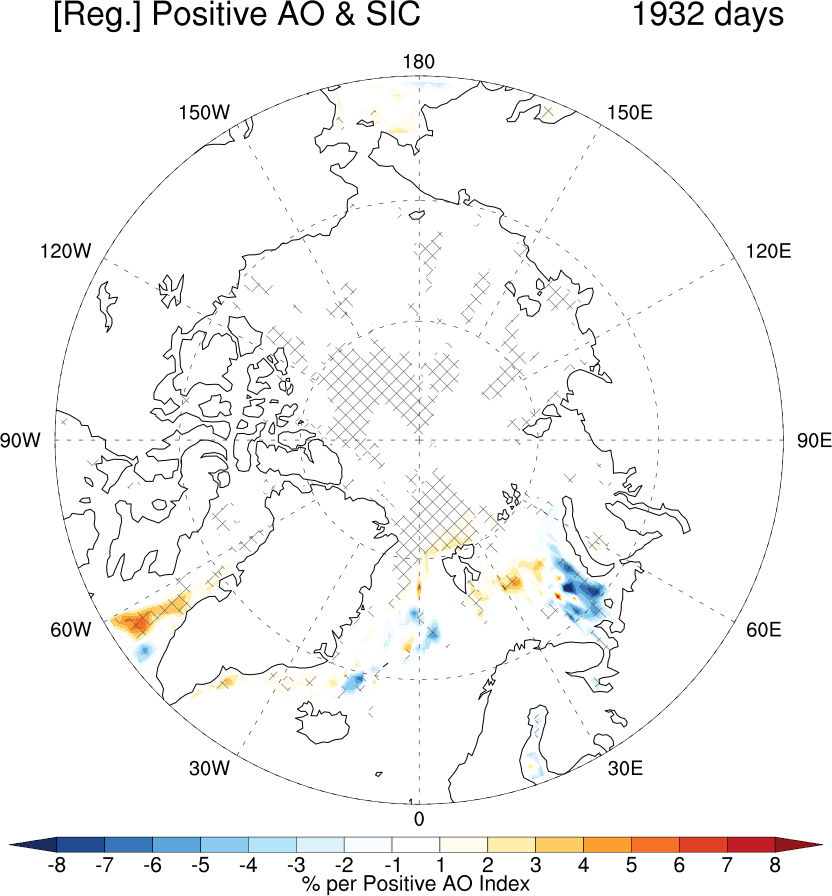 [Reg.] Positive AO & SIC 1932 days
180
150W 150E
120W 120E
90W 90E
60W 60E
30W 30E
0
-8 -7 -6 -5 -4 -3 -2 -1 1 2 3 4 5 6 7 8
% per Positive AO Index